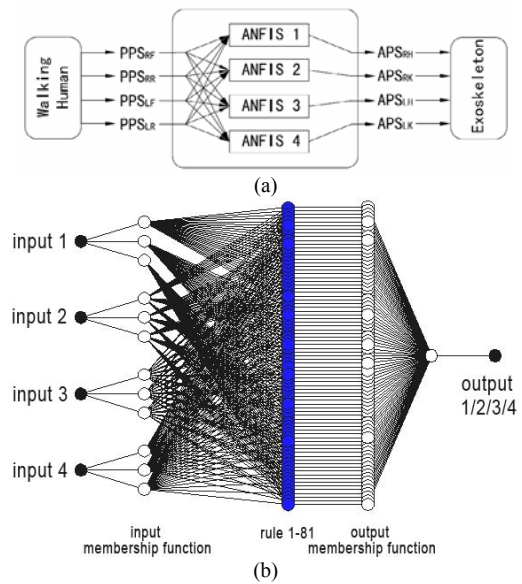 Walking
Human
PPSRF
PPSRR
PPSLF
PPSLR
ANFIS 1
ANFIS 2
ANFIS 3
ANFIS 4
APSRH
APSRK
APSLH
APSLK
Exoskeleton
(a)
input 1
input 2
input 3
input 4
output
1/2/3/4
input
membership function
rule 1-81
output
membership function
(b)